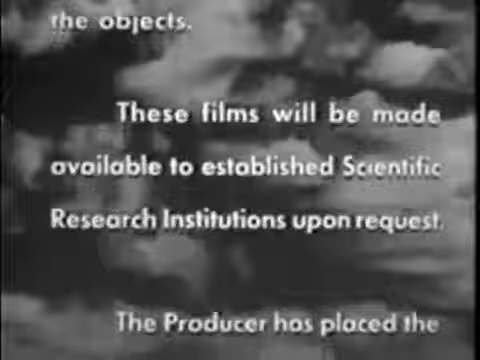 the objects.
These films will be made
available to established Scientific
Research Institutions upon request.
The Producer has placed the